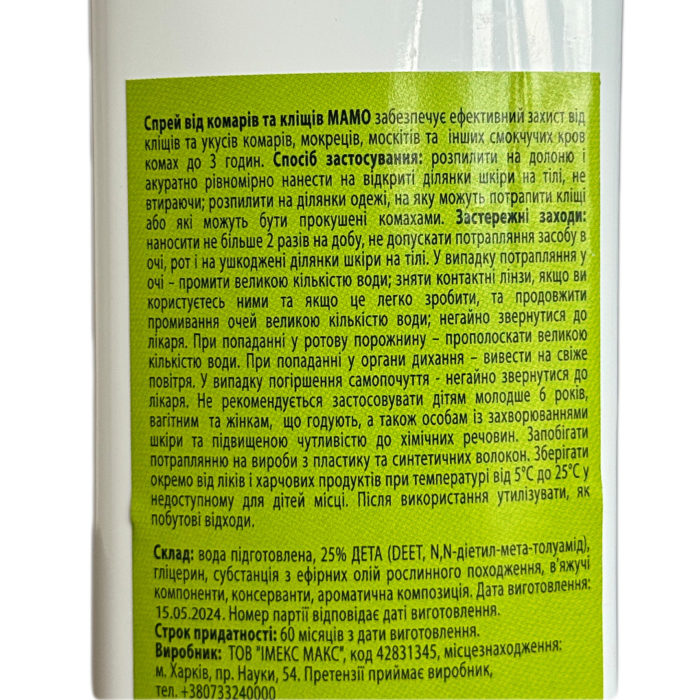 Спрей від комарів та кліщів МАМО забезпечує ефективний захист від
кліщів та укусів комарів, мокреців, москітів та інших смокчучих кров
комах до 3 годин. Спосіб застосування: розпилити на долоню і
акуратно рівномірно нанести на відкриті ділянки шкіри на тілі, не
втираючи; розпилити на ділянки одежі, на яку можуть потрапити кліщі
або які можуть бути прокушені комахами. Застережні заходи:
наносити не більше 2 разів на добу, не допускати потрапляння засобу в
очі, рот і на ушкоджені ділянки шкіри на тілі. У випадку потрапляння у
очі – промити великою кількістю води; зняти контактні лінзи, якщо ви
користуєтесь ними та якщо це легко зробити, та продовжити
промивання очей великою кількістю води; негайно звернутися до
лікаря. При попаданні у ротову порожнину – прополоскати великою
кількістю води. При попаданні у органи дихання – вивести на свіже
повітря. У випадку погіршення самопочуття - негайно звернутися до
лікаря. Не рекомендується застосовувати дітям молодше 6 років,
вагітним та жінкам, що годують, а також особам із захворюваннями
шкіри та підвищеною чутливістю до хімічних речовин. Запобігати
потраплянню на вироби з пластику та синтетичних волокон. Зберігати
окремо від ліків і харчових продуктів при температурі від 5°С до 25°С у
недоступному для дітей місці. Після використання утилізувати, як
побутові відходи.
Склад: вода підготовлена, 25% ДЕТА (DEET, N,N-діетил-мета-толуамід),
гліцерин, субстанція з ефірних олій рослинного походження, в'яжучі
компоненти, консерванти, ароматична композиція. Дата виготовлення:
15.05.2024. Номер партії відповідає даті виготовлення.
Строк придатності: 60 місяців з дати виготовлення.
Виробник: ТОВ "ІМЕКС МАКС", код 42831345, місцезнаходження:
м. Харків, пр. Науки, 54. Претензії приймає виробник,
тел. +380733240000